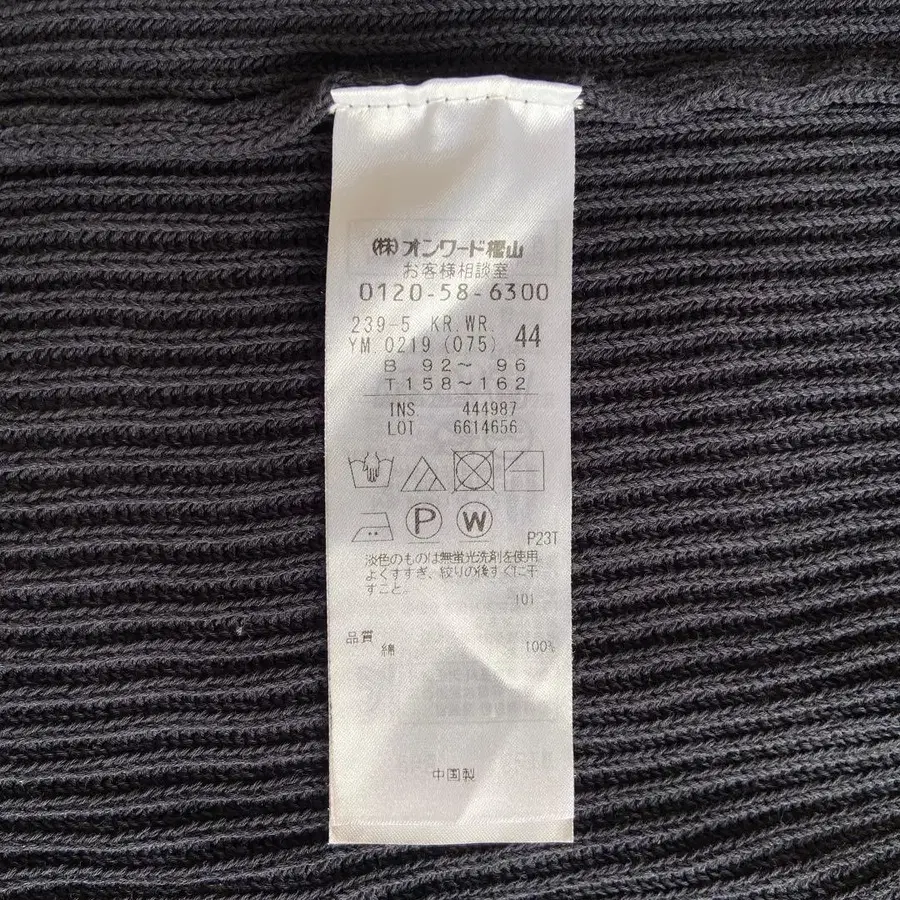 (株)オンワード樫山
お客様相談室
0120-58-6300
239-5 KR.WR.
YM.0219 (075) 44
B 92～ 96
T 158～162
INS 444987
LOT 6614656
P W
P23T
淡色のものは無蛍光洗剤を使用
よくすすぎ、絞りの後すぐに干
すこと。
101
品質
綿 100%
中国製